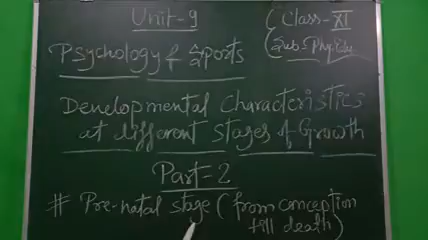 Unit-9
(Class-XI
(Sub Phy.Edu
Psychology of Sports
Developmental Characteristics
at different stages of Growth
Part-2
# Pre-natal stage (from conception
till death)